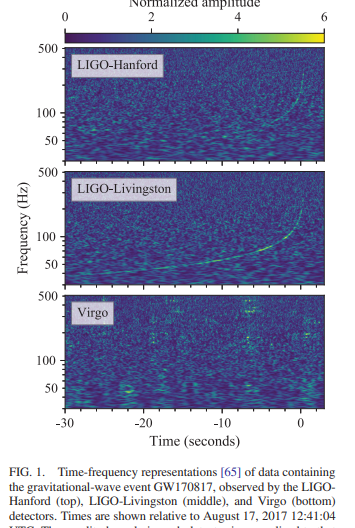 Normalized amplitude
0 2 4 6
500
LIGO-Hanford
100
50
500
LIGO-Livingston
100
50
Frequency (Hz)
500
Virgo
100
50
-30 -20 -10 0
Time (seconds)
FIG. 1. Time-frequency representations [65] of data containing
the gravitational-wave event GW170817, observed by the LIGO-
Hanford (top), LIGO-Livingston (middle), and Virgo (bottom)
detectors. Times are shown relative to August 17, 2017 12:41:04